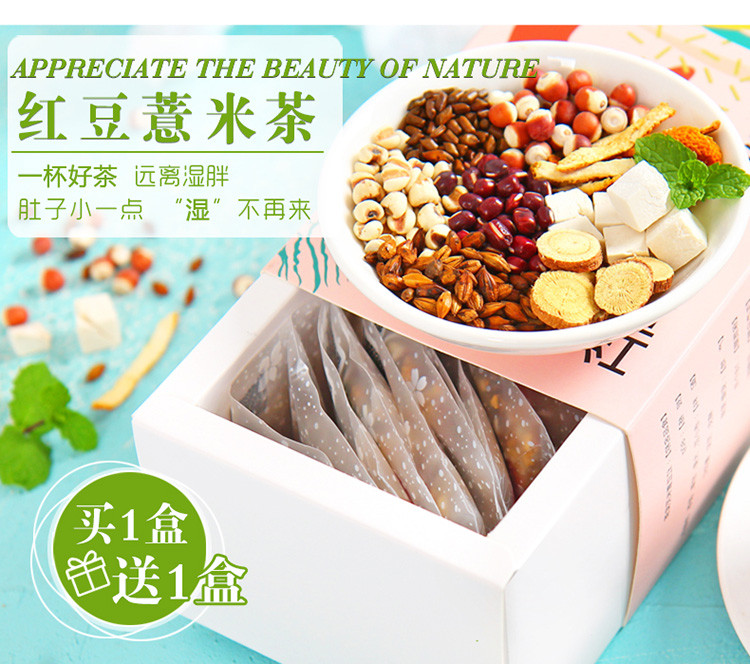 APPRECIATE THE BEAUTY OF NATURE
红豆薏米茶
一杯好茶 远离湿胖
肚子小一点 “湿”不再来
买1盒
送1盒